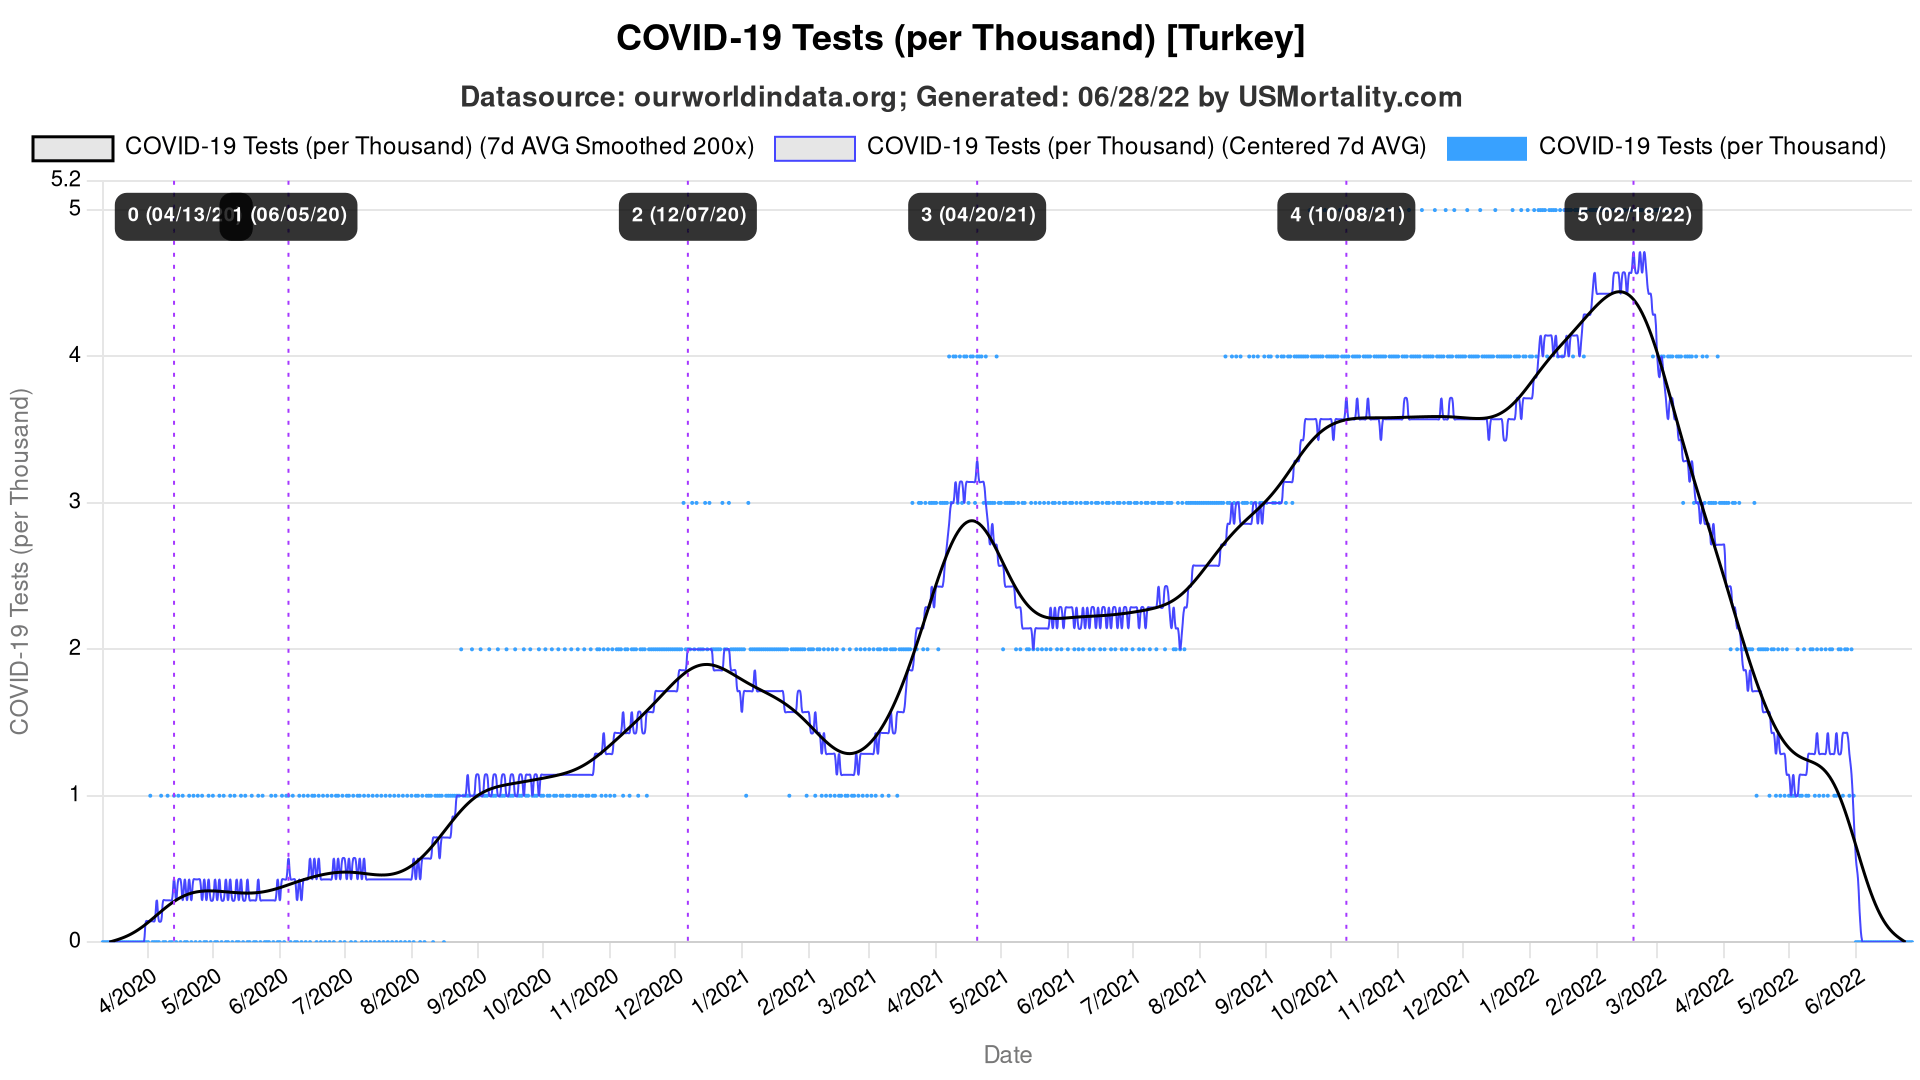 COVID-19 Tests (per Thousand) [Turkey]
Datasource: ourworldindata.org; Generated: 06/28/22 by USMortality.com
COVID-19 Tests (per Thousand) (7d AVG Smoothed 200x) COVID-19 Tests (per Thousand) (Centered 7d AVG) COVID-19 Tests (per Thousand)
5.2
5
0 (04/13/20 1 (06/05/20) 2 (12/07/20) 3 (04/20/21) 4 (10/08/21) 5 (02/18/22)
4
3
2
1
0
COVID-19 Tests (per Thousand)
4/2020 5/2020 6/2020 7/2020 8/2020 9/2020 10/2020 11/2020 12/2020 1/2021 2/2021 3/2021 4/2021 5/2021 6/2021 7/2021 8/2021 9/2021 10/2021 11/2021 12/2021 1/2022 2/2022 3/2022 4/2022 5/2022 6/2022
Date